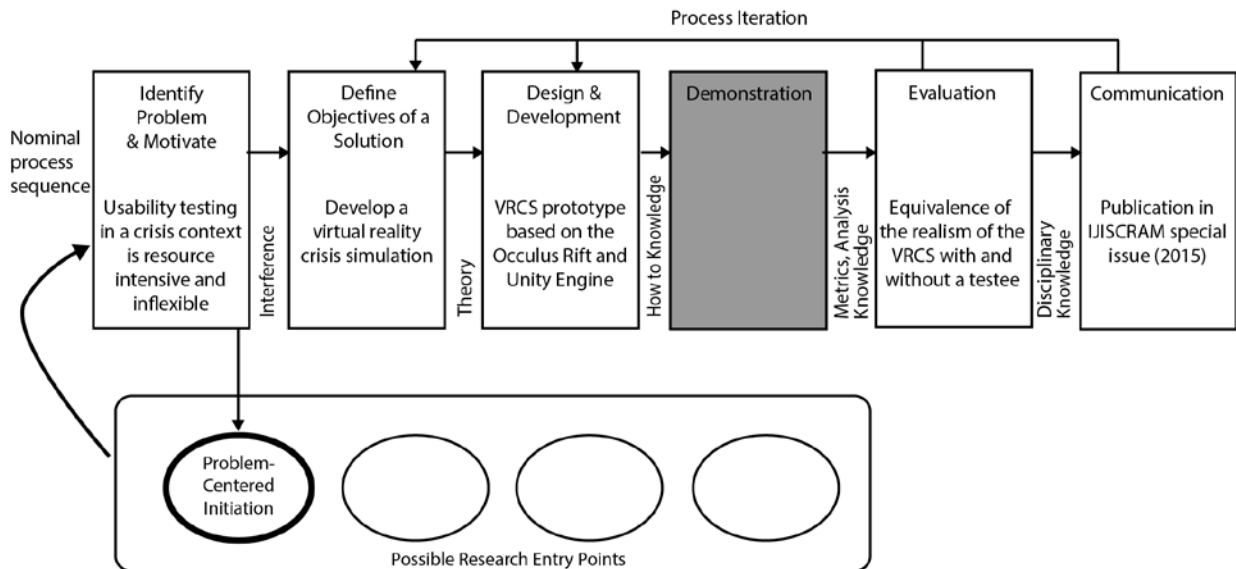 Process Iteration
Nominal
process
sequence
Identify
Problem
& Motivate
Usability testing
in a crisis context
is resource
intensive and
inflexible
Interference
Define
Objectives of a
Solution
Develop a
virtual reality
crisis simulation
Theory
Design &
Development
VRCS prototype
based on the
Occulus Rift and
Unity Engine
How to Knowledge
Demonstration
Metrics, Analysis
Knowledge
Evaluation
Equivalence of
the realism of the
VRCS with and
without a testee
Disciplinary
Knowledge
Communication
Publication in
IJISCRAM special
issue (2015)
Problem-
Centered
Initiation
Possible Research Entry Points